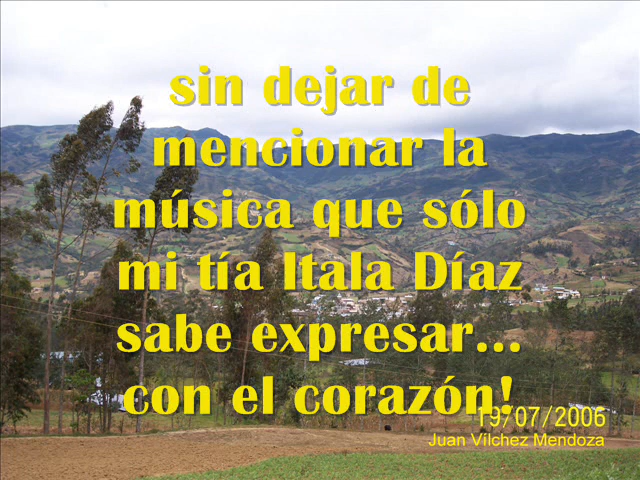 sin dejar de
mencionar la
música que sólo
mi tía Itala Díaz
sabe expresar...
con el corazón!
19/07/2006
Juan Vílchez Mendoza